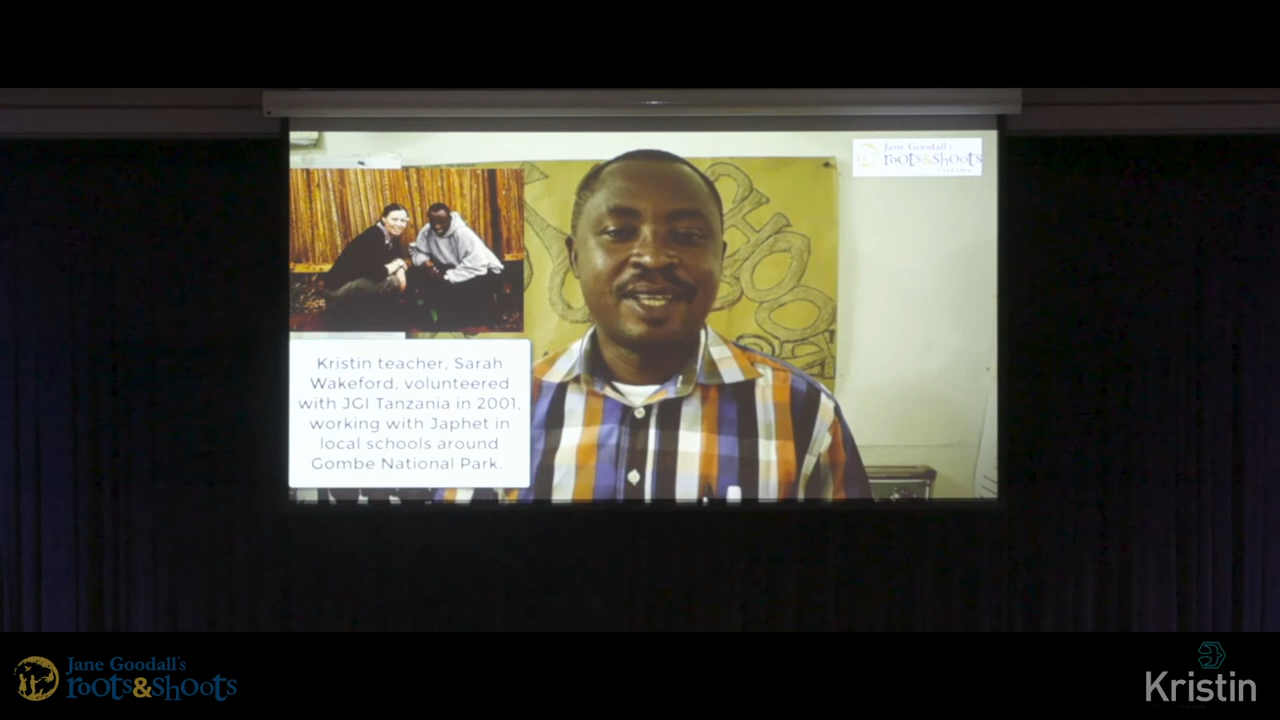 Jane Goodall's
roots&shoots
TANZANIA
Kristin teacher, Sarah
Wakeford, volunteered
with JGI Tanzania in 2001,
working with Japhet in
local schools around
Gombe National Park.
Jane Goodall's
roots&shoots
Kristin